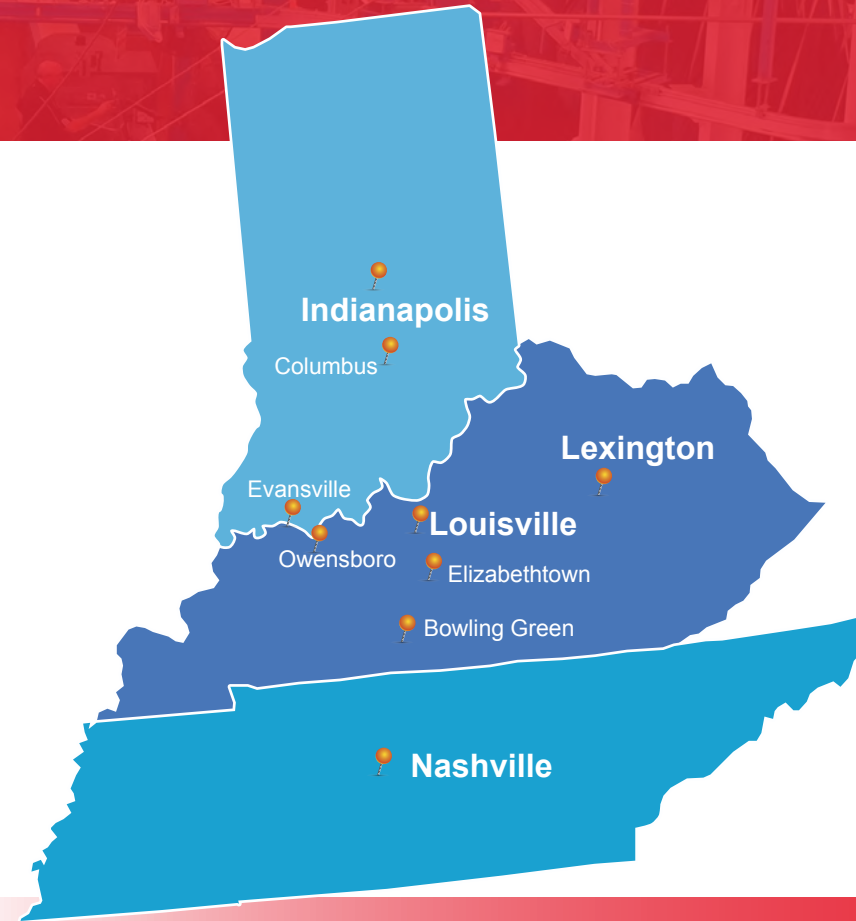 Indianapolis
Columbus
Lexington
Evansville
Louisville
Owensboro
Elizabethtown
Bowling Green
Nashville